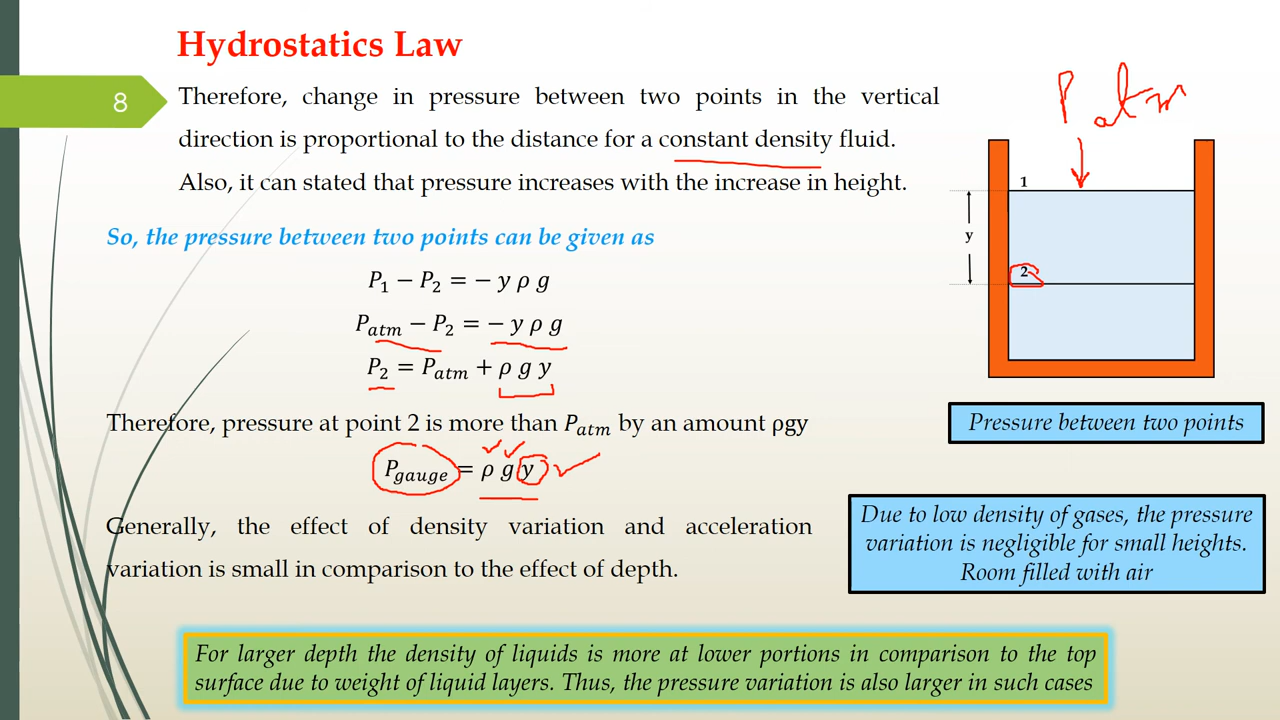 Hydrostatics Law
8
Therefore, change in pressure between two points in the vertical
direction is proportional to the distance for a constant density fluid.
Also, it can stated that pressure increases with the increase in height.
So, the pressure between two points can be given as
P₁ − P₂ = − y ρ g
Pₐₜₘ − P₂ = − y ρ g
P₂ = Pₐₜₘ + ρ g y
Therefore, pressure at point 2 is more than Pₐₜₘ by an amount ρgy
P_gauge = ρ g y
Generally, the effect of density variation and acceleration
variation is small in comparison to the effect of depth.
P atm
1
y
2
Pressure between two points
Due to low density of gases, the pressure
variation is negligible for small heights.
Room filled with air
For larger depth the density of liquids is more at lower portions in comparison to the top
surface due to weight of liquid layers. Thus, the pressure variation is also larger in such cases